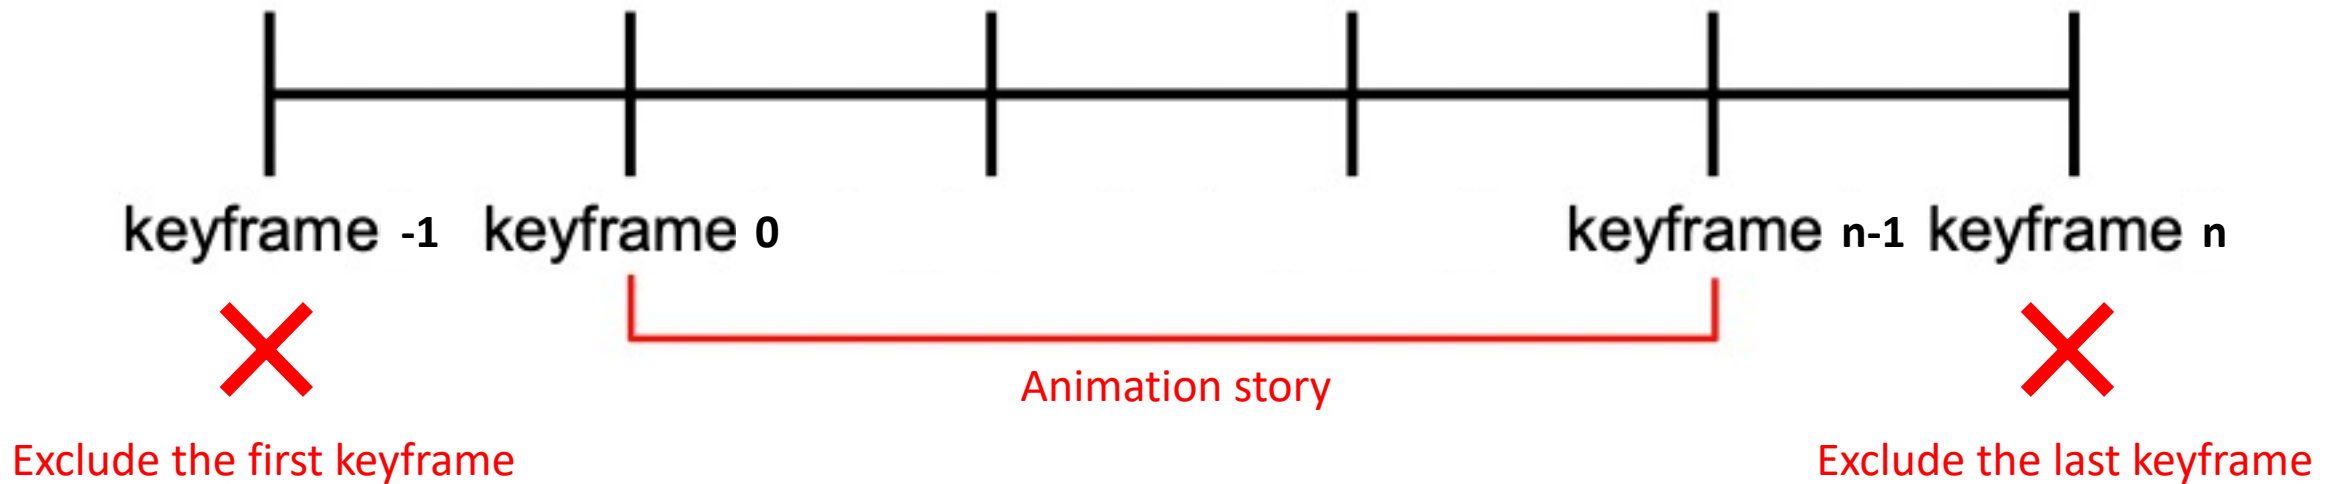 keyframe -1 keyframe 0 keyframe n-1 keyframe n
Animation story
Exclude the first keyframe Exclude the last keyframe